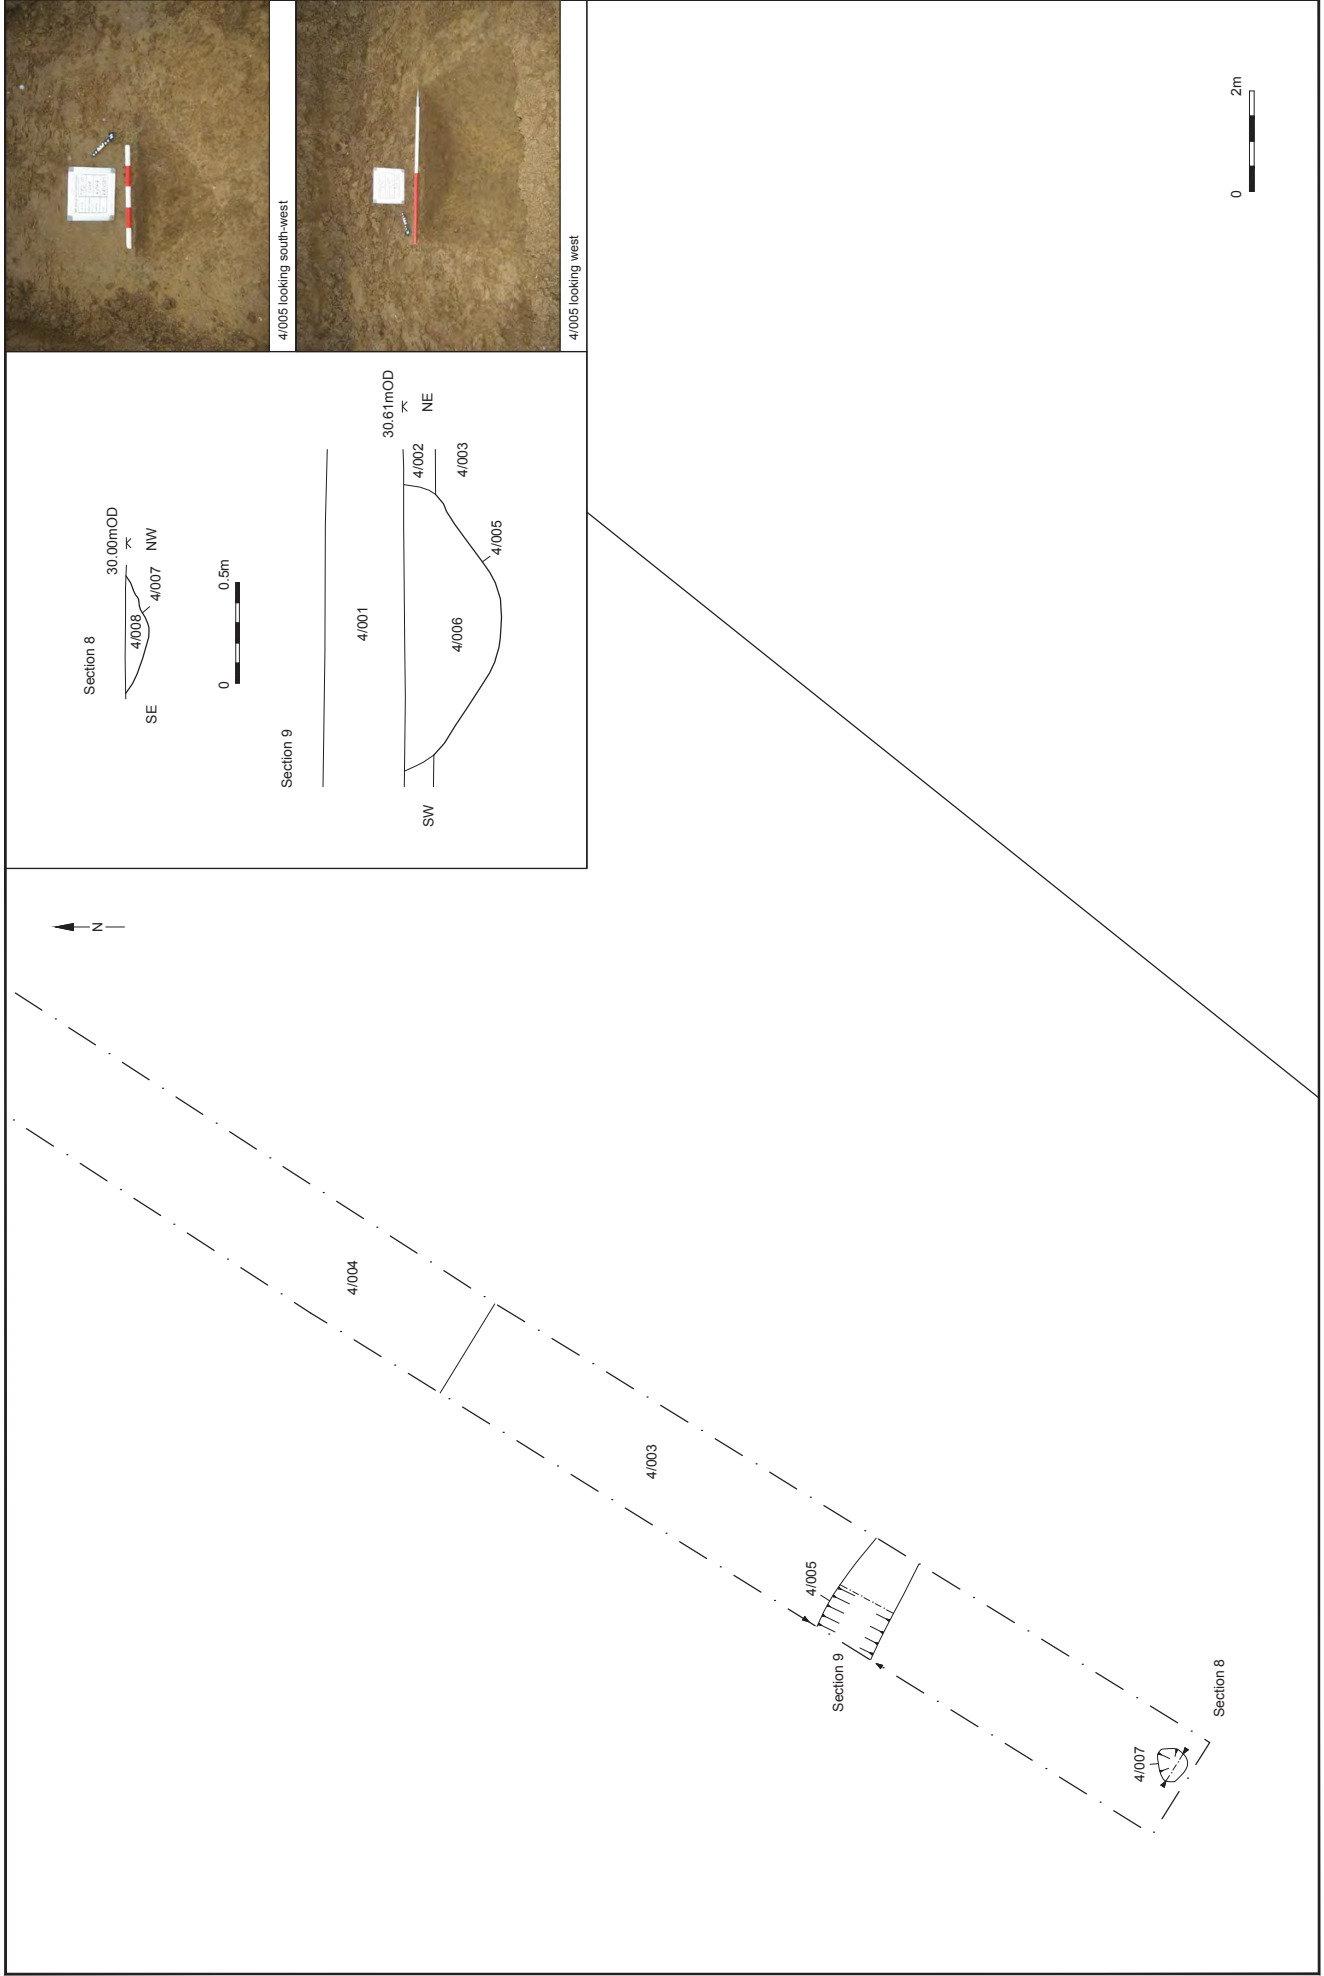 4/005 looking south-west
4/005 looking west
Section 8
30.00mOD
NW
SE
4/008
4/007
0
0.5m
Section 9
30.61mOD
NE
SW
4/001
4/002
4/003
4/006
4/005
N
4/004
4/003
4/005
Section 9
4/007
Section 8
0
2m